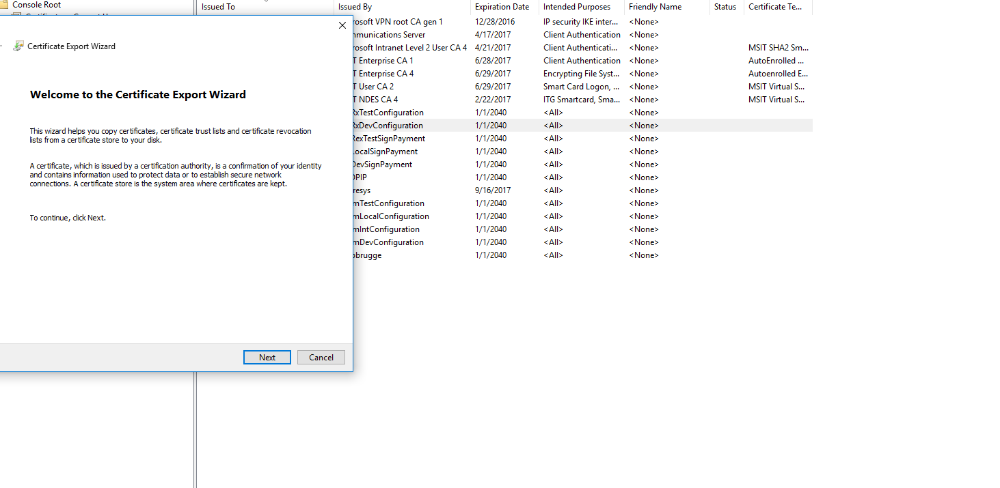 Console Root
Issued To Issued By Expiration Date Intended Purposes Friendly Name Status Certificate Te...
Certificate Export Wizard
Welcome to the Certificate Export Wizard
This wizard helps you copy certificates, certificate trust lists and certificate revocation
lists from a certificate store to your disk.
A certificate, which is issued by a certification authority, is a confirmation of your identity
and contains information used to protect data or to establish secure network
connections. A certificate store is the system area where certificates are kept.
To continue, click Next.
Next Cancel
rosoft VPN root CA gen 1 12/28/2016 IP security IKE inter... <None>
mmunications Server 4/17/2017 Client Authentication <None>
rosoft Intranet Level 2 User CA 4 4/21/2017 Client Authenticati... <None> MSIT SHA2 Sm...
T Enterprise CA 1 6/28/2017 Client Authentication <None> AutoEnrolled ...
T Enterprise CA 4 6/29/2017 Encrypting File Syst... <None> Autoenrolled E...
T User CA 2 6/29/2017 Smart Card Logon, ... <None> MSIT Virtual S...
T NDES CA 4 2/22/2017 ITG Smartcard, Sma... <None> MSIT Virtual S...
RxTestConfiguration 1/1/2040 <All> <None>
RxDevConfiguration 1/1/2040 <All> <None>
RexTestSignPayment 1/1/2040 <All> <None>
LocalSignPayment 1/1/2040 <All> <None>
DevSignPayment 1/1/2040 <All> <None>
OPIP 1/1/2040 <All> <None>
resys 9/16/2017 <All> <None>
mTestConfiguration 1/1/2040 <All> <None>
mLocalConfiguration 1/1/2040 <All> <None>
mIntConfiguration 1/1/2040 <All> <None>
mDevConfiguration 1/1/2040 <All> <None>
obrugge 1/1/2040 <All> <None>